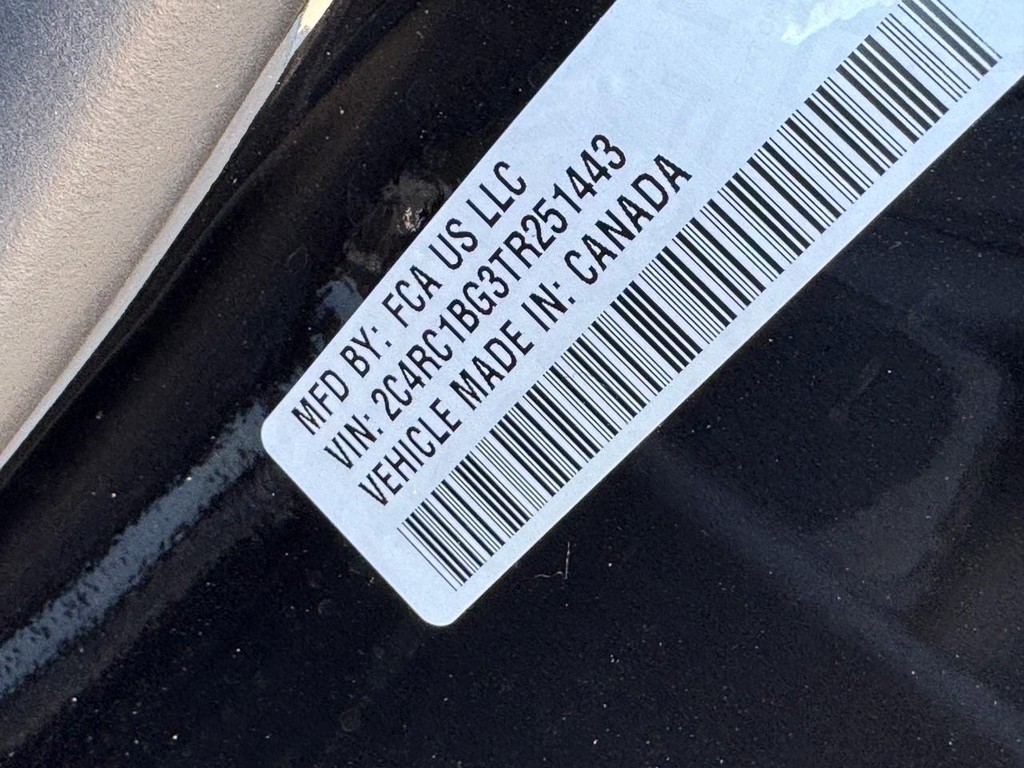 MFD BY: FCA US LLC
VIN: 2C4RC1BG3TR251443
VEHICLE MADE IN: CANADA